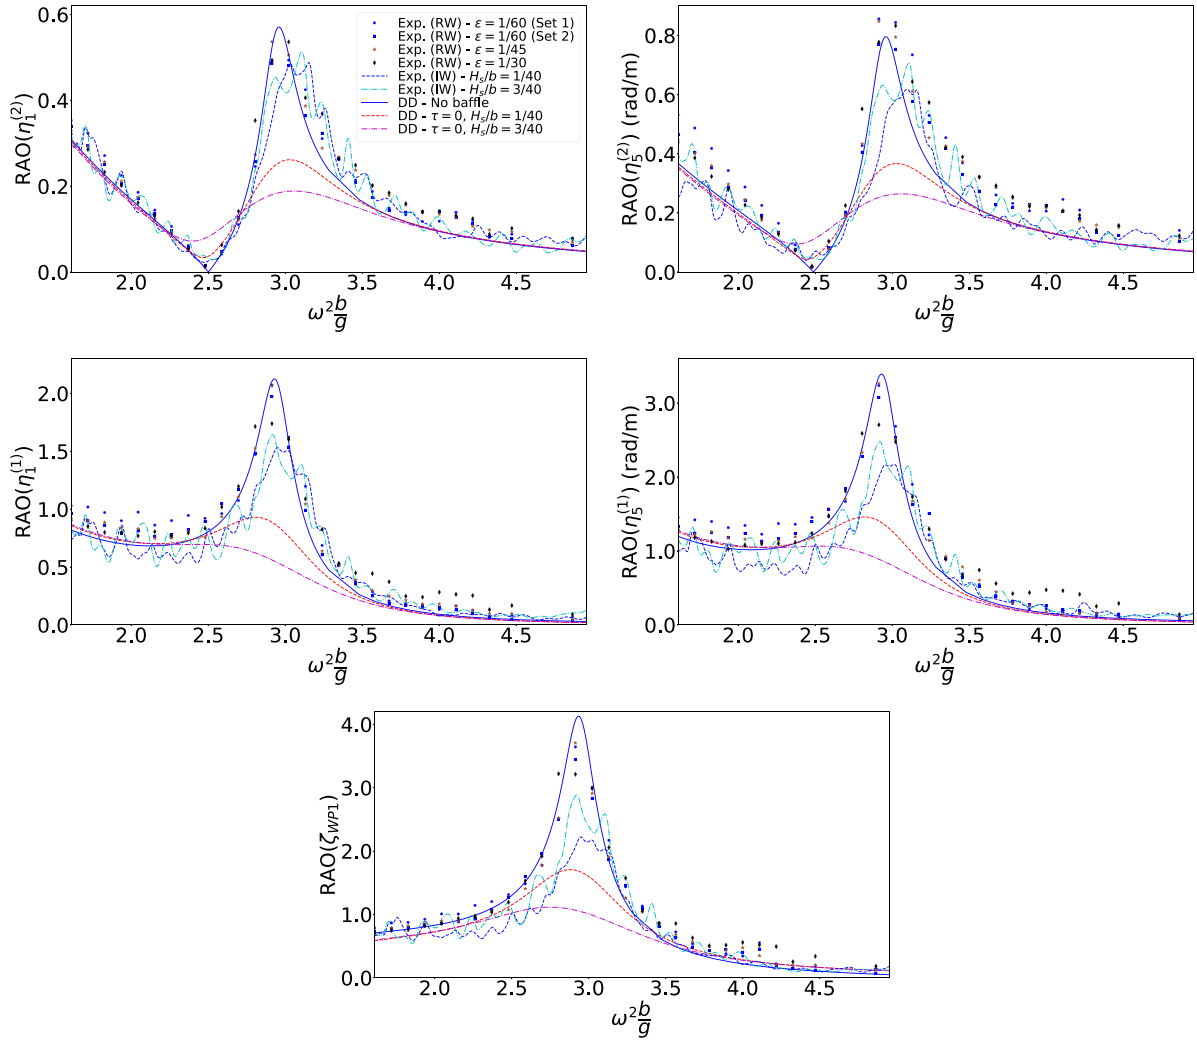 RAO(η₁⁽²⁾)
0.6
0.4
0.2
0.0
2.0 2.5 3.0 3.5 4.0 4.5
ω² b/g
Exp. (RW) - ε = 1/60 (Set 1)
Exp. (RW) - ε = 1/60 (Set 2)
Exp. (RW) - ε = 1/45
Exp. (RW) - ε = 1/30
Exp. (IW) - Hₛ/b = 1/40
Exp. (IW) - Hₛ/b = 3/40
DD - No baffle
DD - τ = 0, Hₛ/b = 1/40
DD - τ = 0, Hₛ/b = 3/40
RAO(η₅⁽²⁾) (rad/m)
0.8
0.6
0.4
0.2
0.0
2.0 2.5 3.0 3.5 4.0 4.5
ω² b/g
RAO(η₁⁽¹⁾)
2.0
1.5
1.0
0.5
0.0
2.0 2.5 3.0 3.5 4.0 4.5
ω² b/g
RAO(η₅⁽¹⁾) (rad/m)
3.0
2.0
1.0
0.0
2.0 2.5 3.0 3.5 4.0 4.5
ω² b/g
RAO(ζ_WP1)
4.0
3.0
2.0
1.0
0.0
2.0 2.5 3.0 3.5 4.0 4.5
ω² b/g